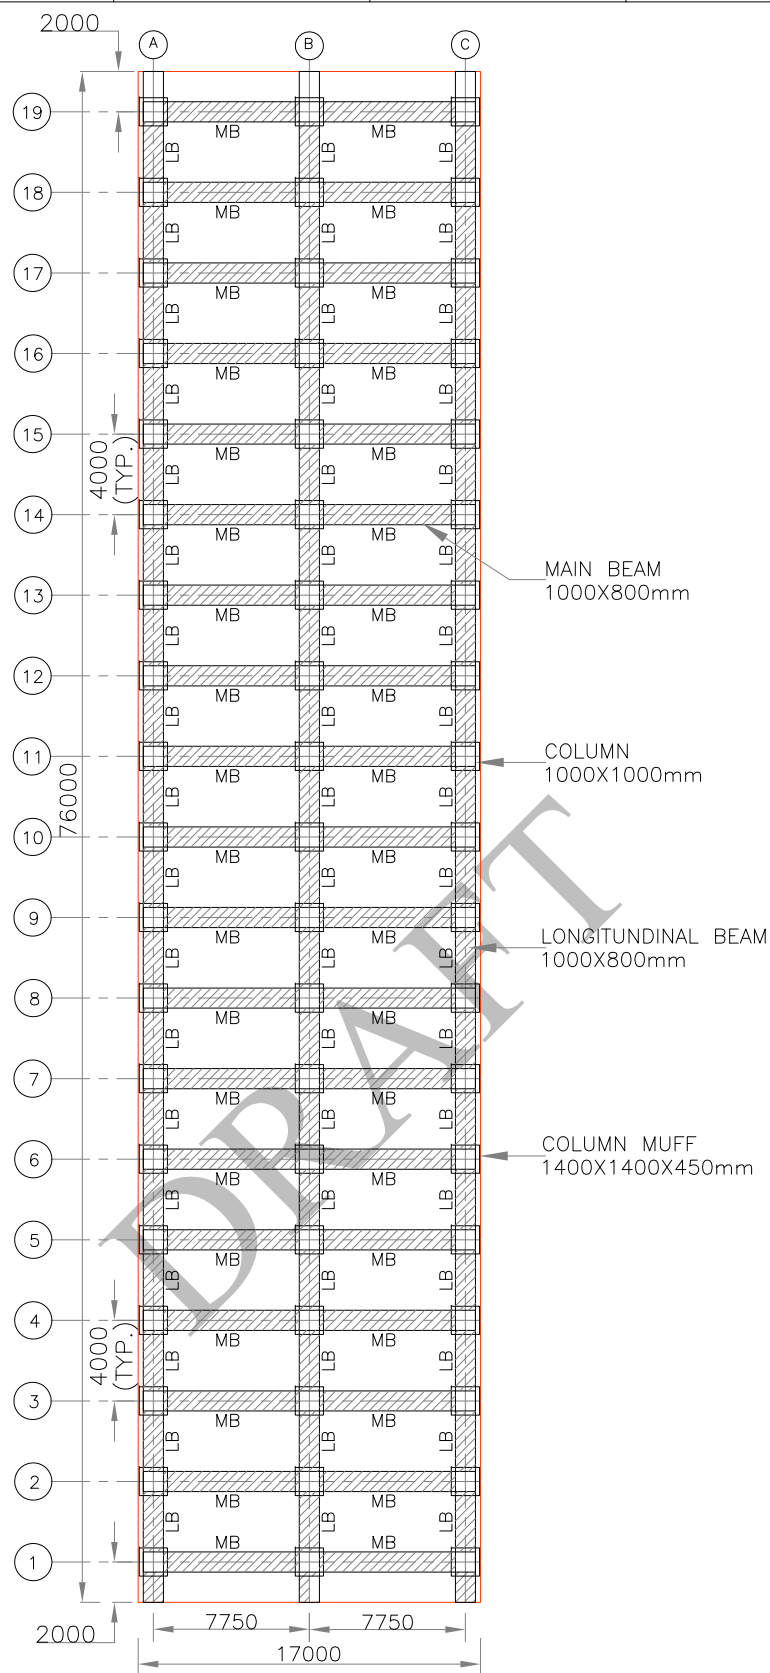 2000
A B C
19
MB MB
LB LB LB
18
MB MB
LB LB LB
17
MB MB
LB LB LB
16
MB MB
LB LB LB
15
MB MB
4000
(TYP.)
LB LB LB
14
MB MB
LB LB LB
MAIN BEAM
1000X800mm
13
MB MB
LB LB LB
12
MB MB
LB LB LB
11
MB MB
COLUMN
1000X1000mm
76000
LB LB LB
10
MB MB
LB LB LB
9
MB MB
LONGITUNDINAL BEAM
1000X800mm
LB LB LB
8
MB MB
LB LB LB
7
MB MB
LB LB LB
COLUMN MUFF
1400X1400X450mm
6
MB MB
LB LB LB
5
MB MB
LB LB LB
4
MB MB
4000
(TYP.)
LB LB LB
3
MB MB
LB LB LB
2
MB MB
LB LB LB
MB MB
1
2000
7750 7750
17000
DRAFT